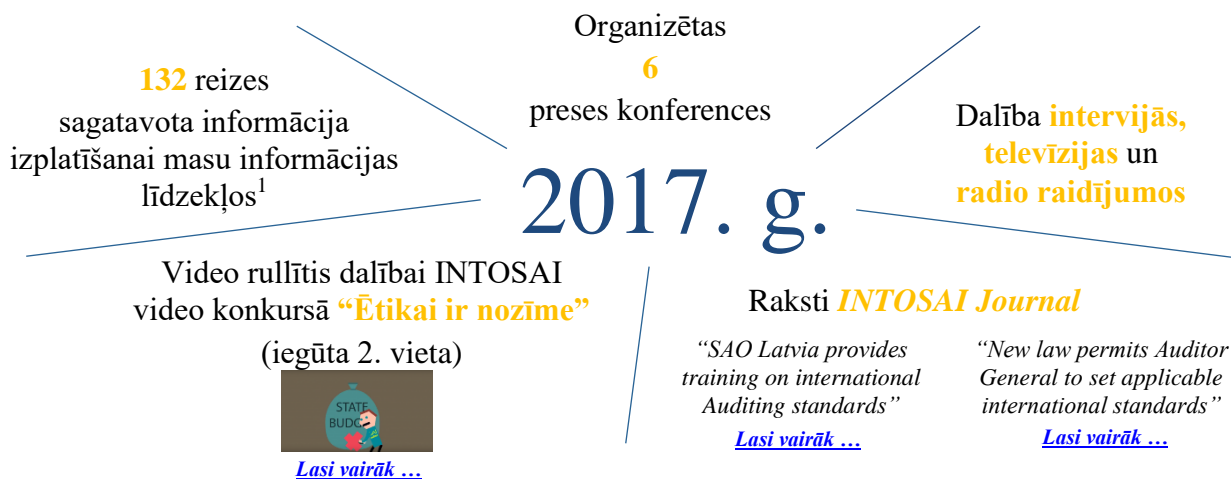 132 reizes
sagatavota informācija
izplatīšanai masu informācijas
līdzekļos1
Organizētas
6
preses konferences
Dalība intervijās,
televīzijas un
radio raidījumos
2017. g.
Video rullītis dalībai INTOSAI
video konkursā “Ētikai ir nozīme”
(iegūta 2. vieta)
STATE
BUDG
Lasi vairāk …
Raksti INTOSAI Journal
“SAO Latvia provides
training on international
Auditing standards”
Lasi vairāk …
“New law permits Auditor
General to set applicable
international standards”
Lasi vairāk …